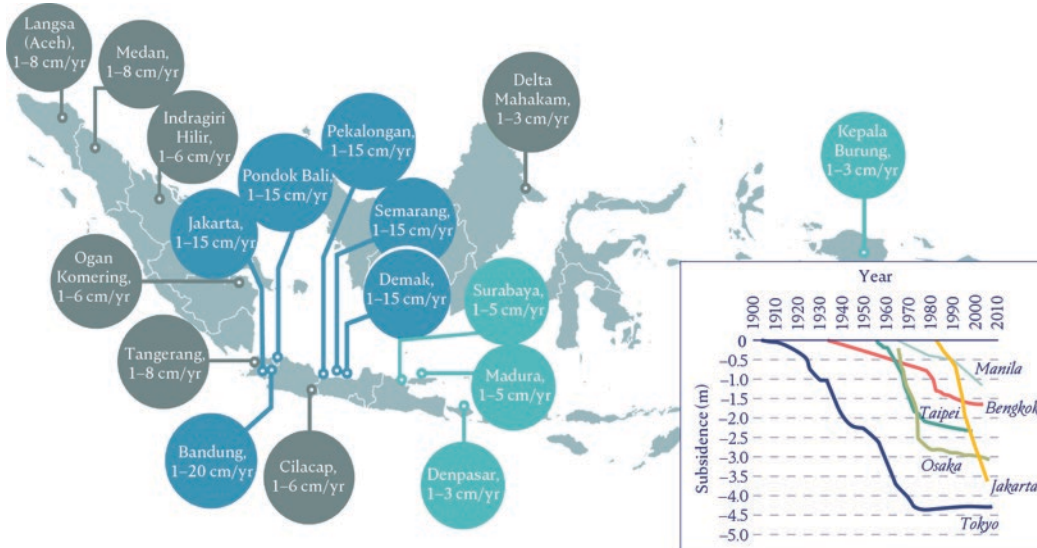 Langsa
(Aceh),
1–8 cm/yr
Medan,
1–8 cm/yr
Indragiri
Hilir,
1–6 cm/yr
Pondok Bali,
1–15 cm/yr
Pekalongan,
1–15 cm/yr
Delta
Mahakam,
1–3 cm/yr
Kepala
Burung,
1–3 cm/yr
Jakarta,
1–15 cm/yr
Semarang,
1–15 cm/yr
Ogan
Komering,
1–6 cm/yr
Demak,
1–15 cm/yr
Surabaya,
1–5 cm/yr
Tangerang,
1–8 cm/yr
Madura,
1–5 cm/yr
Bandung,
1–20 cm/yr
Cilacap,
1–6 cm/yr
Denpasar,
1–3 cm/yr
Year
1900 1910 1920 1930 1940 1950 1960 1970 1980 1990 2000 2010
Subsidence (m)
0
–0.5
–1.0
–1.5
–2.0
–2.5
–3.0
–3.5
–4.0
–4.5
–5.0
Manila
Bengkok
Taipei
Osaka
Jakarta
Tokyo